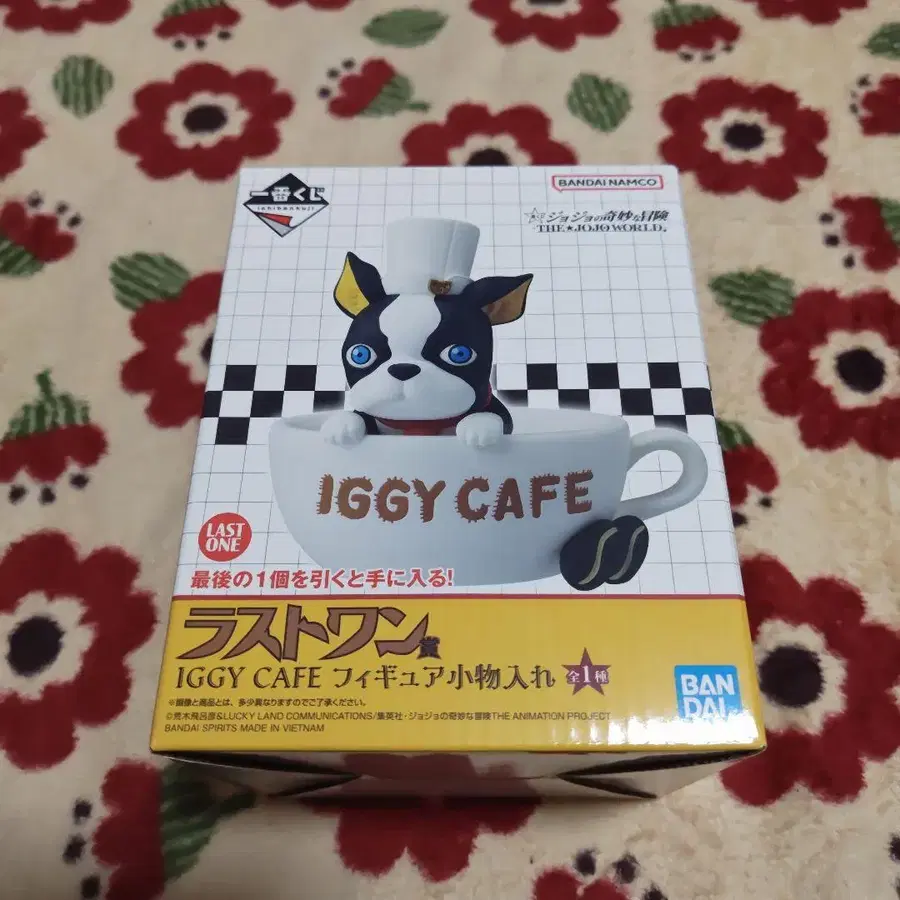 一番くじ
ichibankuji
BANDAI NAMCO
ジョジョの奇妙な冒険
THE★JOJO WORLD
IGGY CAFE
LAST
ONE
最後の1個を引くと手に入る!
ラストワン賞
IGGY CAFE フィギュア小物入れ 全1種
※画像と商品とは、多少異なりますのでご了承ください。
©荒木飛呂彦&LUCKY LAND COMMUNICATIONS/集英社・ジョジョの奇妙な冒険THE ANIMATION PROJECT
BANDAI SPIRITS MADE IN VIETNAM
BAN
DAI